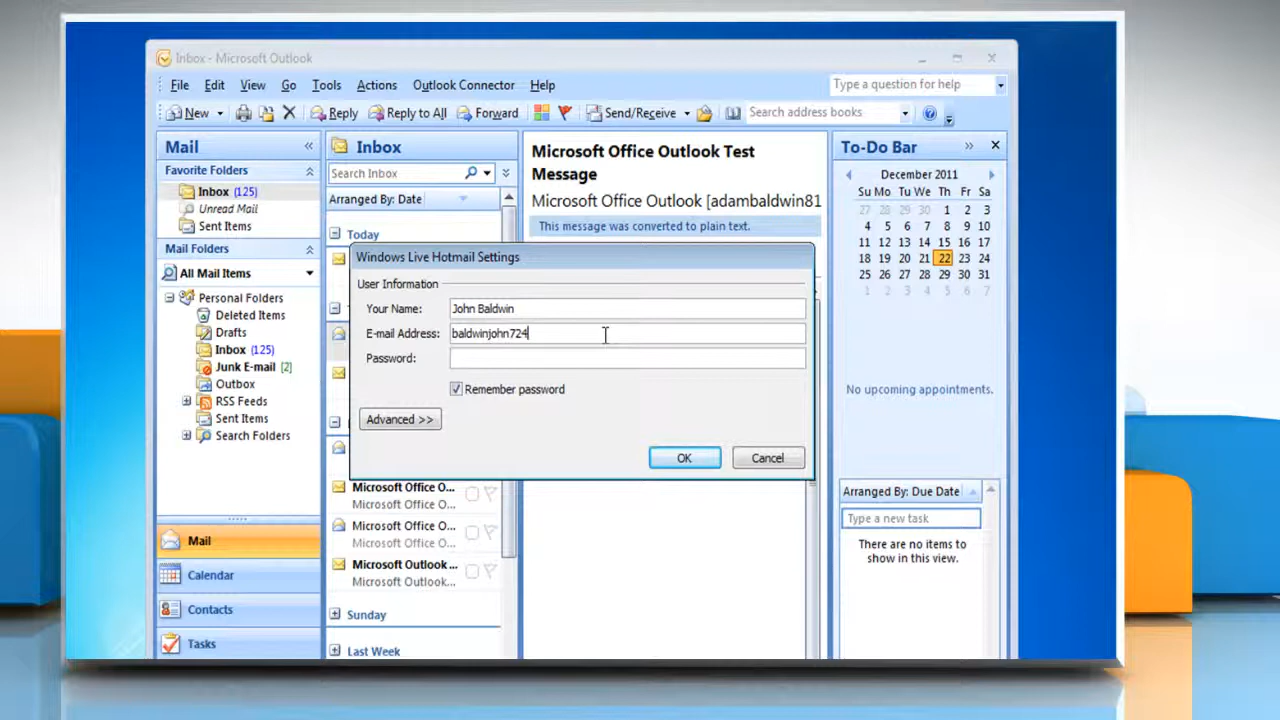 Inbox - Microsoft Outlook
File Edit View Go Tools Actions Outlook Connector Help
Type a question for help
New Reply Reply to All Forward Send/Receive Search address books
Mail «
Favorite Folders
Inbox (125)
Unread Mail
Sent Items
Mail Folders
All Mail Items
Personal Folders
Deleted Items
Drafts
Inbox (125)
Junk E-mail [2]
Outbox
RSS Feeds
Sent Items
Search Folders
Mail
Calendar
Contacts
Tasks
Inbox
Search Inbox
Arranged By: Date
Today
Microsoft Office O...
Microsoft Office O...
Microsoft Office O...
Microsoft Office O...
Microsoft Outlook ...
Microsoft Outlook...
Sunday
Last Week
Microsoft Office Outlook Test
Message
Microsoft Office Outlook [adambaldwin81
This message was converted to plain text.
Windows Live Hotmail Settings
User Information
Your Name: John Baldwin
E-mail Address: baldwinjohn724
Password:
Remember password
Advanced >>
OK Cancel
To-Do Bar »
December 2011
Su Mo Tu We Th Fr Sa
27 28 29 30 1 2 3
4 5 6 7 8 9 10
11 12 13 14 15 16 17
18 19 20 21 22 23 24
25 26 27 28 29 30 31
1 2 3 4 5 6 7
No upcoming appointments.
Arranged By: Due Date
Type a new task
There are no items to
show in this view.